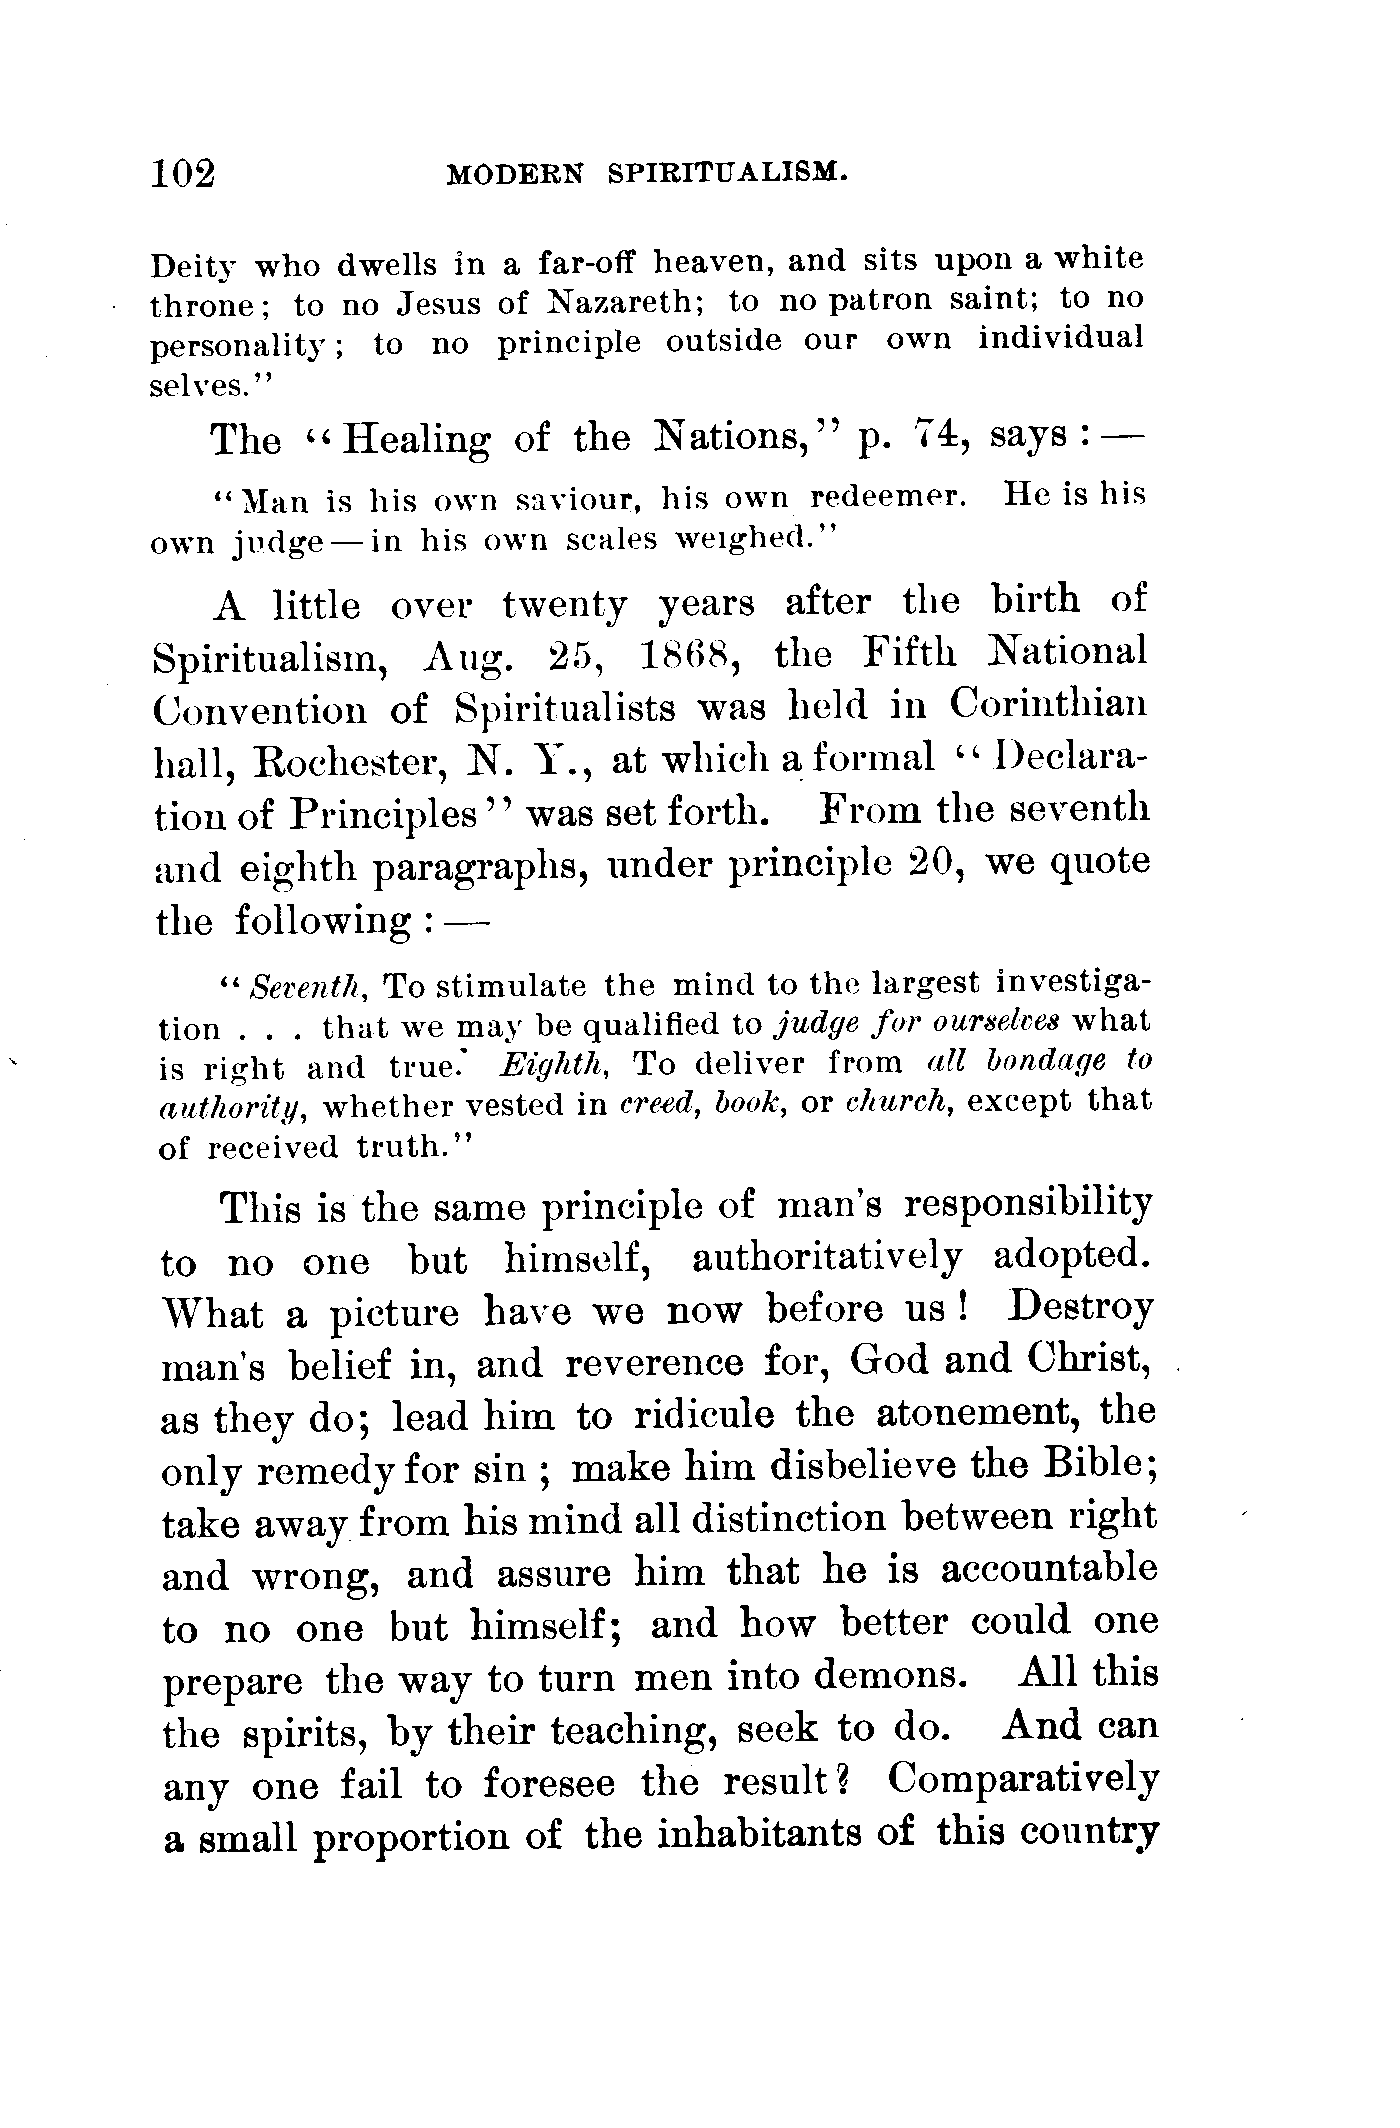 102 MODERN SPIRITUALISM.
Deity who dwells in a far-off heaven, and sits upon a white
throne; to no Jesus of Nazareth; to no patron saint; to no
personality; to no principle outside our own individual
selves."
The "Healing of the Nations," p. 74, says:—
"Man is his own saviour, his own redeemer. He is his
own judge—in his own scales weighed."
A little over twenty years after the birth of
Spiritualism, Aug. 25, 1868, the Fifth National
Convention of Spiritualists was held in Corinthian
hall, Rochester, N. Y., at which a formal "Declara-
tion of Principles" was set forth. From the seventh
and eighth paragraphs, under principle 20, we quote
the following:—
"Seventh, To stimulate the mind to the largest investiga-
tion . . . that we may be qualified to judge for ourselves what
is right and true. Eighth, To deliver from all bondage to
authority, whether vested in creed, book, or church, except that
of received truth."
This is the same principle of man's responsibility
to no one but himself, authoritatively adopted.
What a picture have we now before us! Destroy
man's belief in, and reverence for, God and Christ,
as they do; lead him to ridicule the atonement, the
only remedy for sin; make him disbelieve the Bible;
take away from his mind all distinction between right
and wrong, and assure him that he is accountable
to no one but himself; and how better could one
prepare the way to turn men into demons. All this
the spirits, by their teaching, seek to do. And can
any one fail to foresee the result? Comparatively
a small proportion of the inhabitants of this country